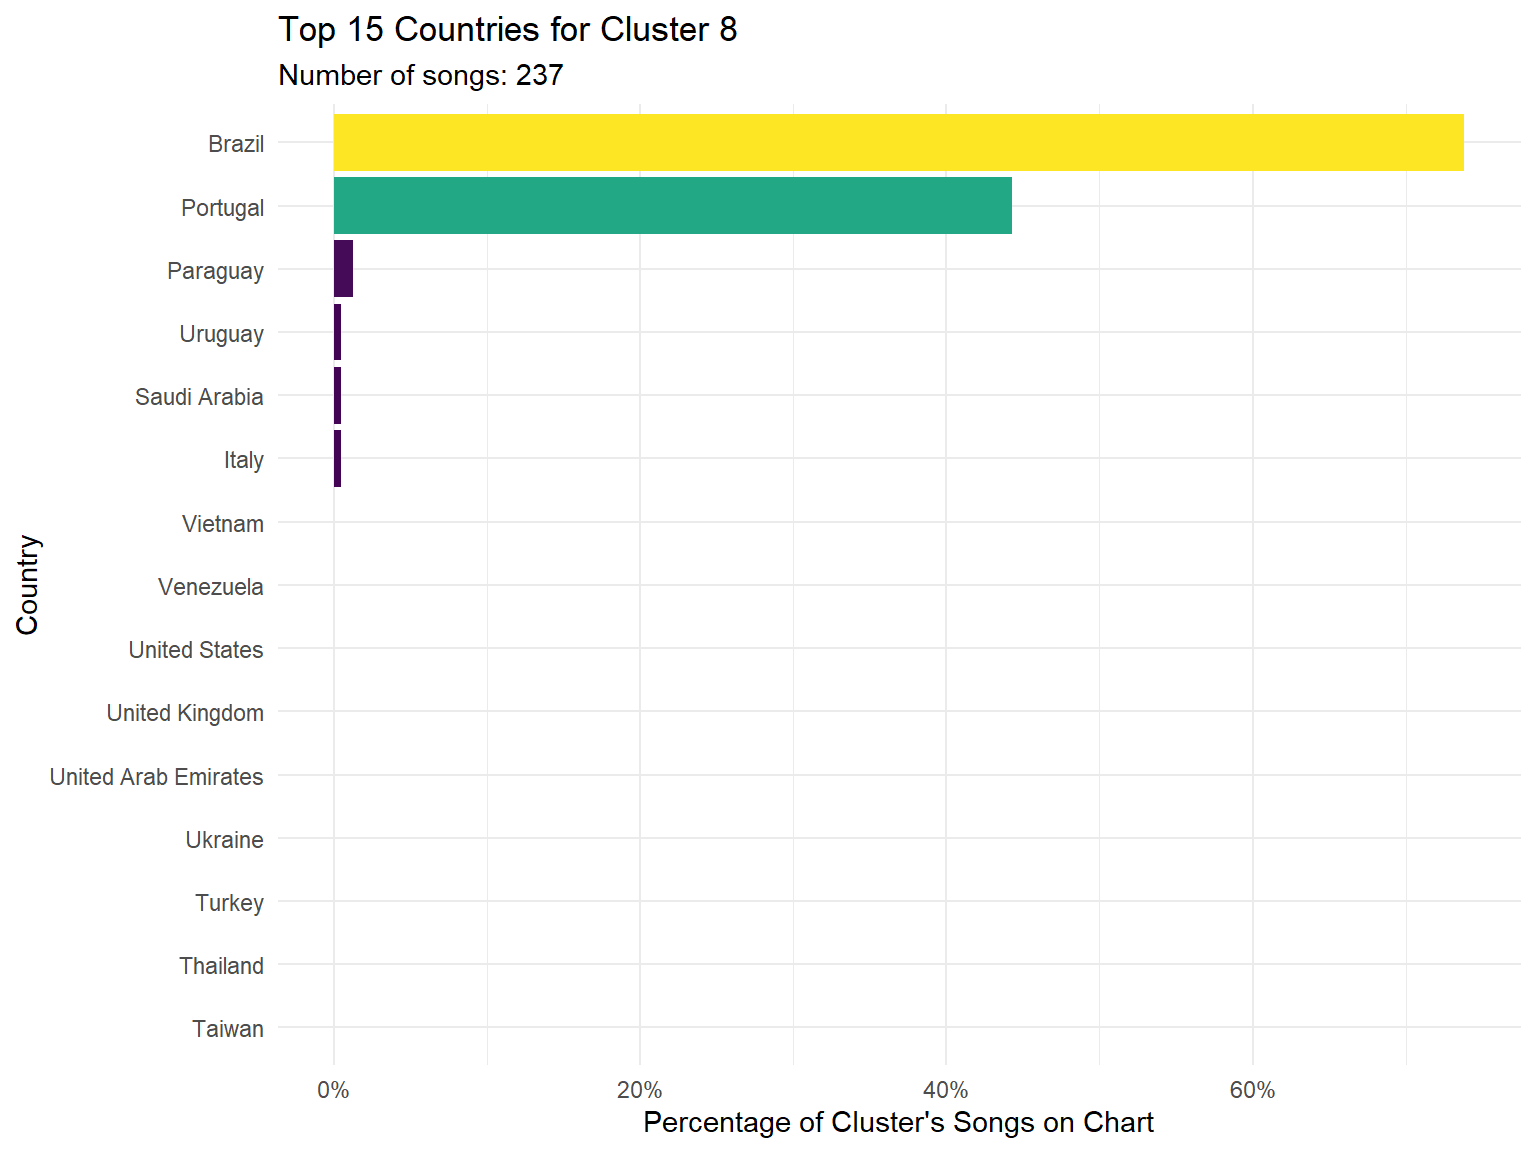 Top 15 Countries for Cluster 8
Number of songs: 237
Brazil
Portugal
Paraguay
Uruguay
Saudi Arabia
Italy
Vietnam
Venezuela
United States
United Kingdom
United Arab Emirates
Ukraine
Turkey
Thailand
Taiwan
Country
0% 20% 40% 60%
Percentage of Cluster's Songs on Chart